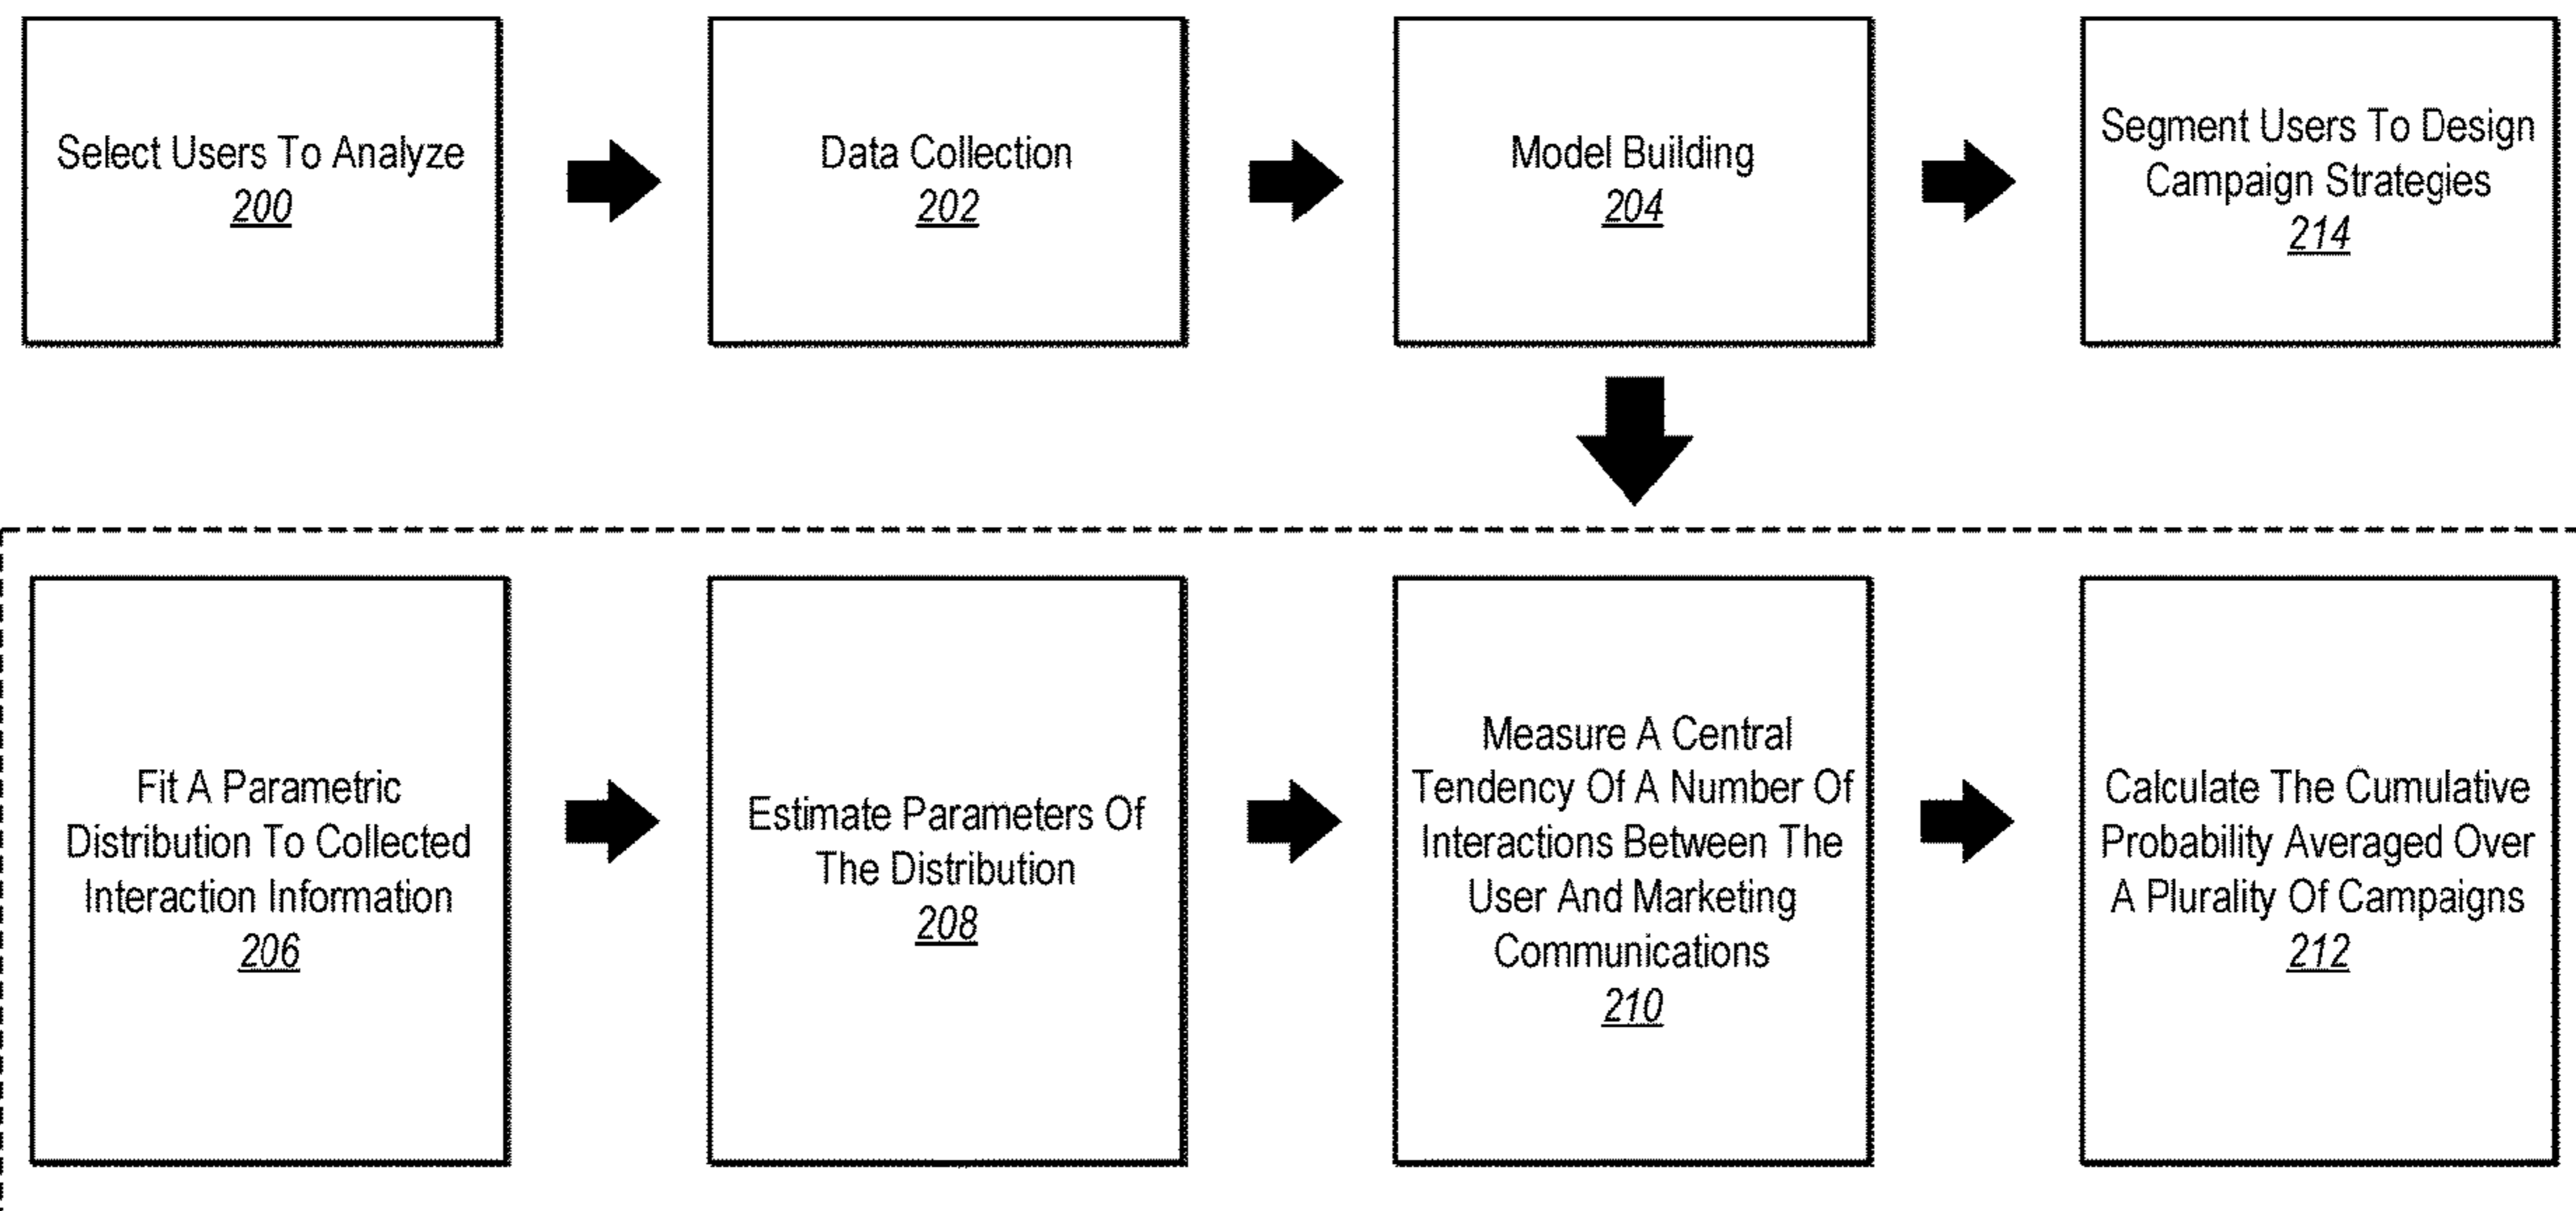 Select Users To Analyze
200
Data Collection
202
Model Building
204
Segment Users To Design
Campaign Strategies
214
Fit A Parametric
Distribution To Collected
Interaction Information
206
Estimate Parameters Of
The Distribution
208
Measure A Central
Tendency Of A Number Of
Interactions Between The
User And Marketing
Communications
210
Calculate The Cumulative
Probability Averaged Over
A Plurality Of Campaigns
212